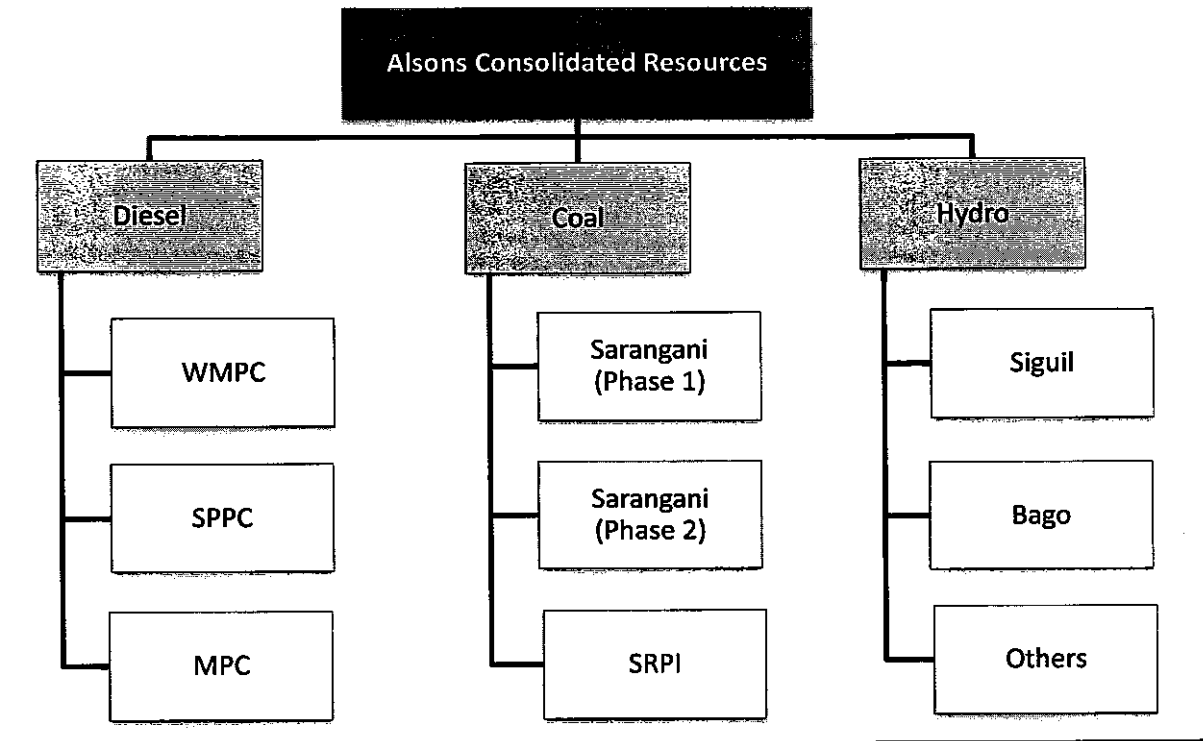 Alsons Consolidated Resources
Diesel
Coal
Hydro
WMPC
SPPC
MPC
Sarangani
(Phase 1)
Sarangani
(Phase 2)
SRPI
Siguil
Bago
Others